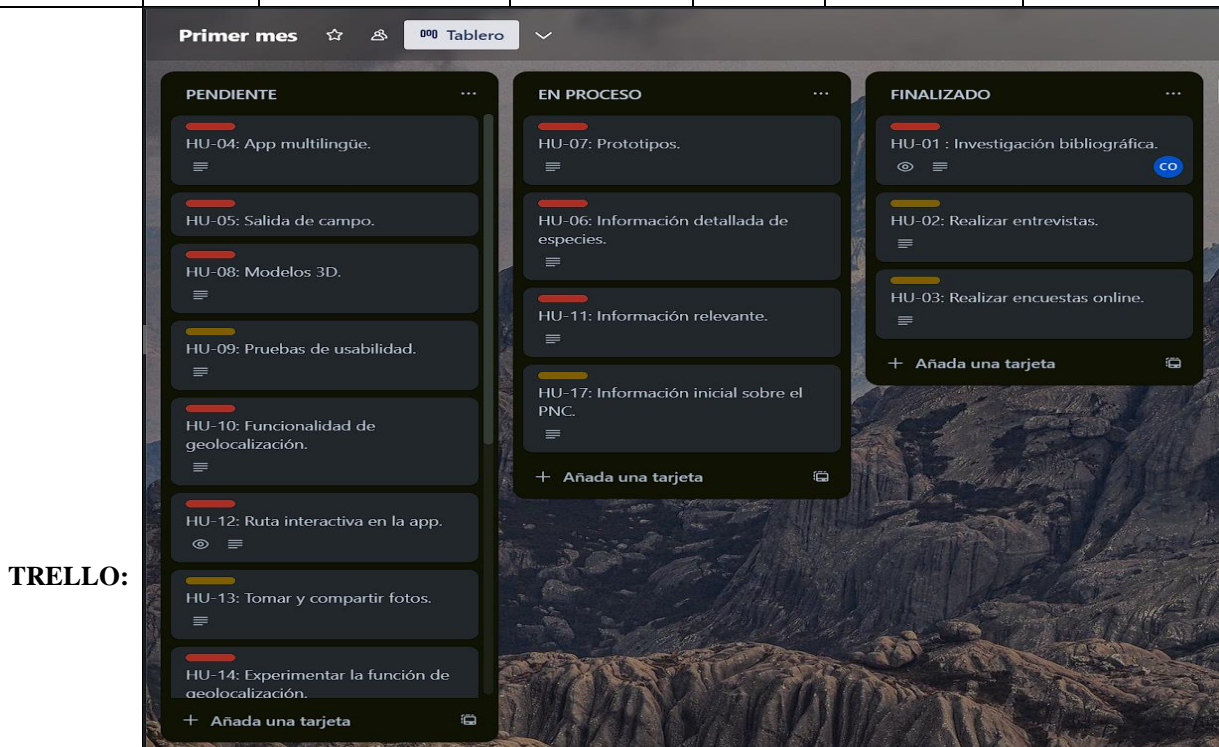 Primer mes
Tablero
PENDIENTE
HU-04: App multilingüe.
HU-05: Salida de campo.
HU-08: Modelos 3D.
HU-09: Pruebas de usabilidad.
HU-10: Funcionalidad de
geolocalización.
HU-12: Ruta interactiva en la app.
HU-13: Tomar y compartir fotos.
HU-14: Experimentar la función de
geolocalización.
+ Añada una tarjeta
EN PROCESO
HU-07: Prototipos.
HU-06: Información detallada de
especies.
HU-11: Información relevante.
HU-17: Información inicial sobre el
PNC.
+ Añada una tarjeta
FINALIZADO
HU-01 : Investigación bibliográfica.
CO
HU-02: Realizar entrevistas.
HU-03: Realizar encuestas online.
+ Añada una tarjeta
TRELLO: